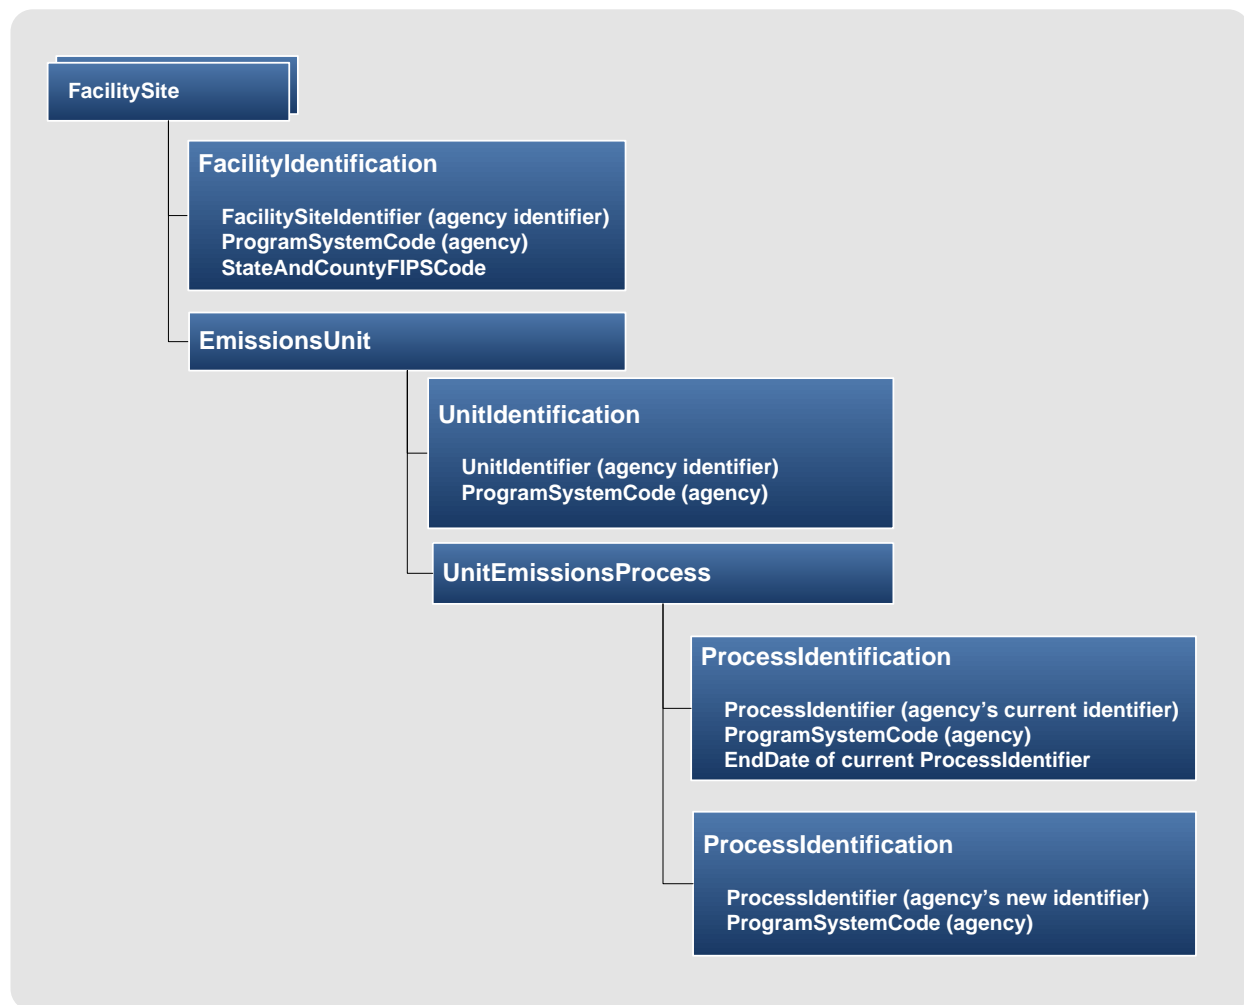 FacilitySite
FacilityIdentification
FacilitySiteIdentifier (agency identifier)
ProgramSystemCode (agency)
StateAndCountyFIPSCode
EmissionsUnit
UnitIdentification
UnitIdentifier (agency identifier)
ProgramSystemCode (agency)
UnitEmissionsProcess
ProcessIdentification
ProcessIdentifier (agency’s current identifier)
ProgramSystemCode (agency)
EndDate of current ProcessIdentifier
ProcessIdentification
ProcessIdentifier (agency’s new identifier)
ProgramSystemCode (agency)